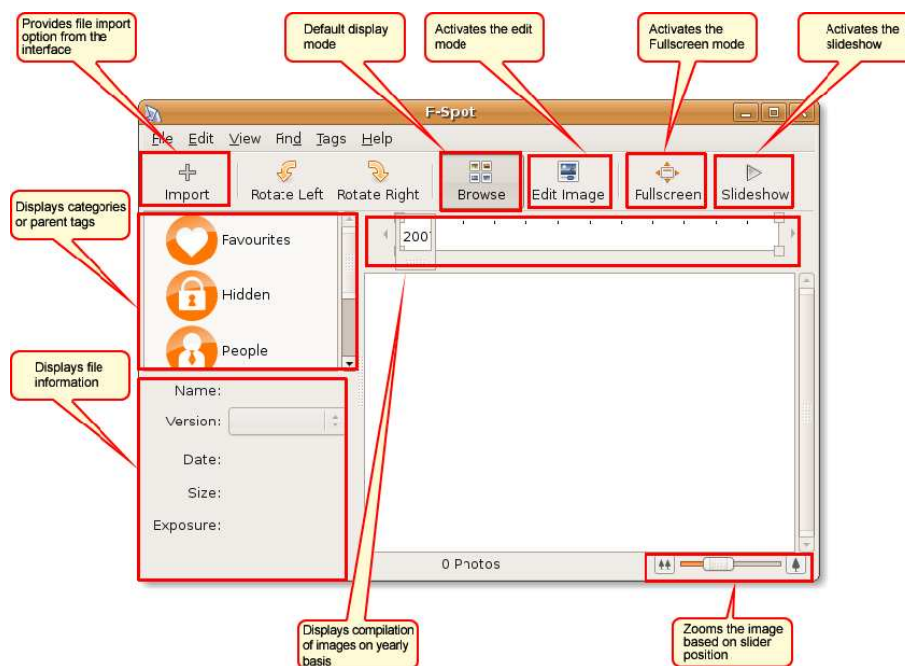 Provides file import
option from the
interface
Default display
mode
Activates the edit
mode
Activates the
Fullscreen mode
Activates the
slideshow
F-Spot
File Edit View Find Tags Help
Import
Rotate Left
Rotate Right
Browse
Edit Image
Fullscreen
Slideshow
Displays categories
or parent tags
Favourites
200
Hidden
People
Displays file
information
Name:
Version:
Date:
Size:
Exposure:
0 Photos
Displays compilation
of images on yearly
basis
Zooms the image
based on slider
position